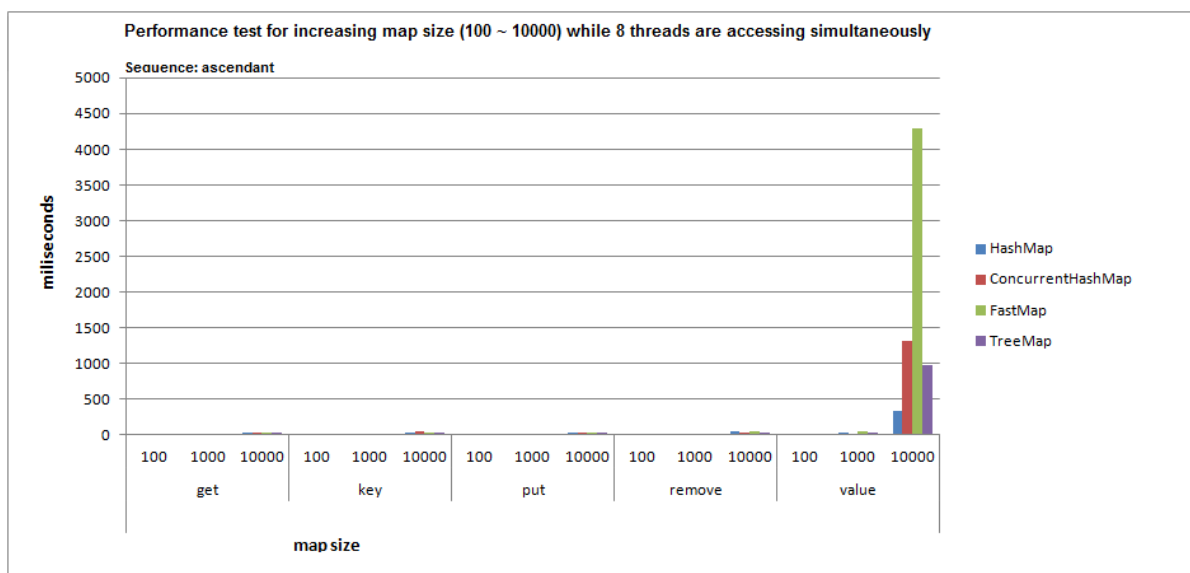 Performance test for increasing map size (100 ~ 10000) while 8 threads are accessing simultaneously
Sequence: ascendant
5000
4500
4000
3500
3000
2500
2000
1500
1000
500
0
miliseconds
100 1000 10000 100 1000 10000 100 1000 10000 100 1000 10000 100 1000 10000
get key put remove value
map size
HashMap
ConcurrentHashMap
FastMap
TreeMap